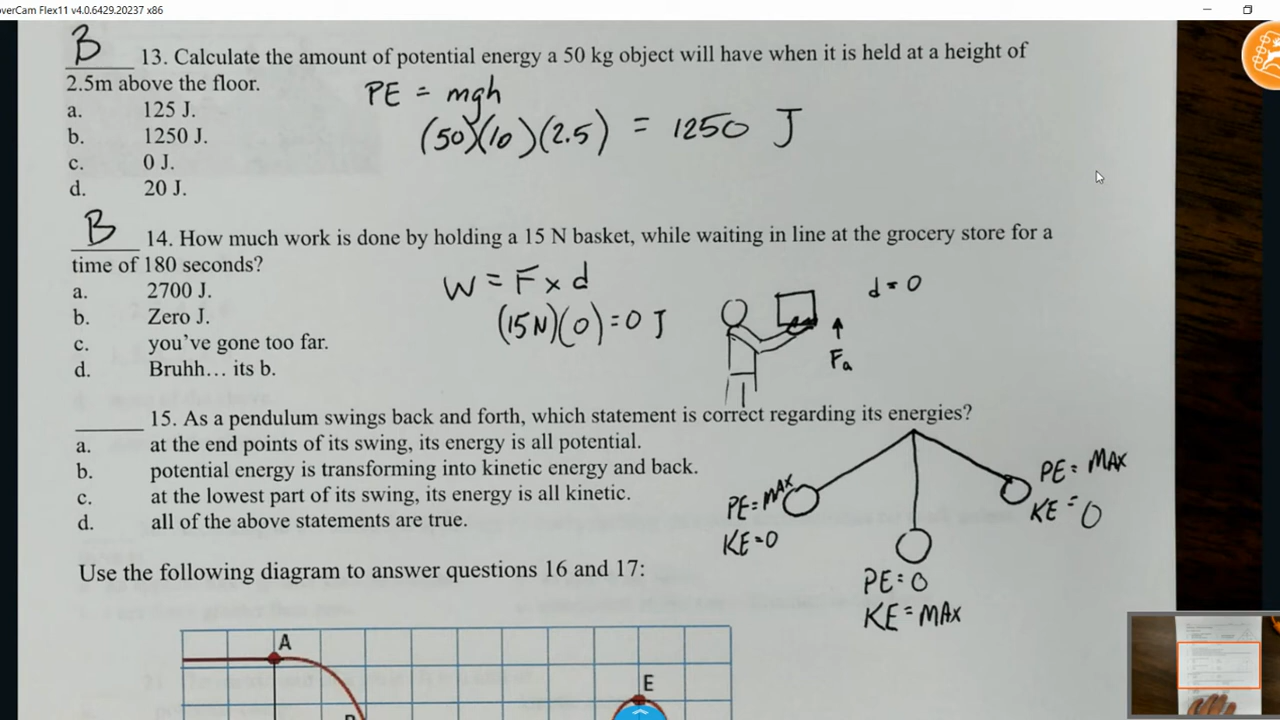 overCam Flex11 v4.0.6429.20237 x86
B 13. Calculate the amount of potential energy a 50 kg object will have when it is held at a height of
2.5m above the floor.
PE = mgh
a. 125 J.
(50)(10)(2.5) = 1250 J
b. 1250 J.
c. 0 J.
d. 20 J.
B 14. How much work is done by holding a 15 N basket, while waiting in line at the grocery store for a
time of 180 seconds?
W = F x d
d = 0
a. 2700 J.
(15N)(0)=0 J
b. Zero J.
c. you've gone too far.
Fa
d. Bruhh… its b.
______ 15. As a pendulum swings back and forth, which statement is correct regarding its energies?
a. at the end points of its swing, its energy is all potential.
b. potential energy is transforming into kinetic energy and back.
c. at the lowest part of its swing, its energy is all kinetic.
d. all of the above statements are true.
PE=MAX
KE=0
PE=MAX
KE=0
PE=0
KE=MAX
Use the following diagram to answer questions 16 and 17:
A
E